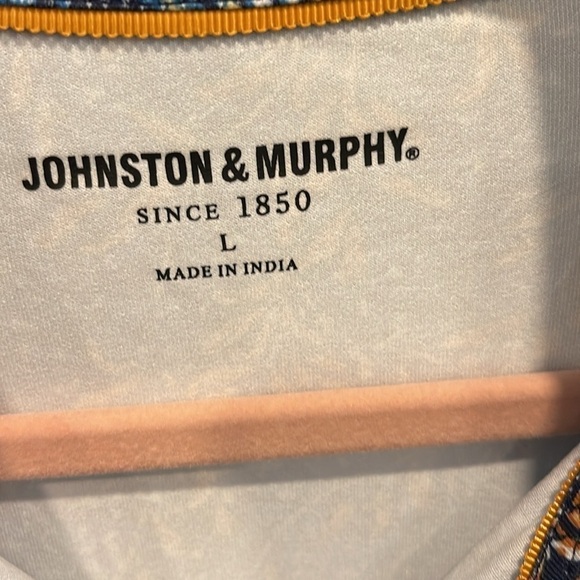 JOHNSTON & MURPHY®
SINCE 1850
L
MADE IN INDIA